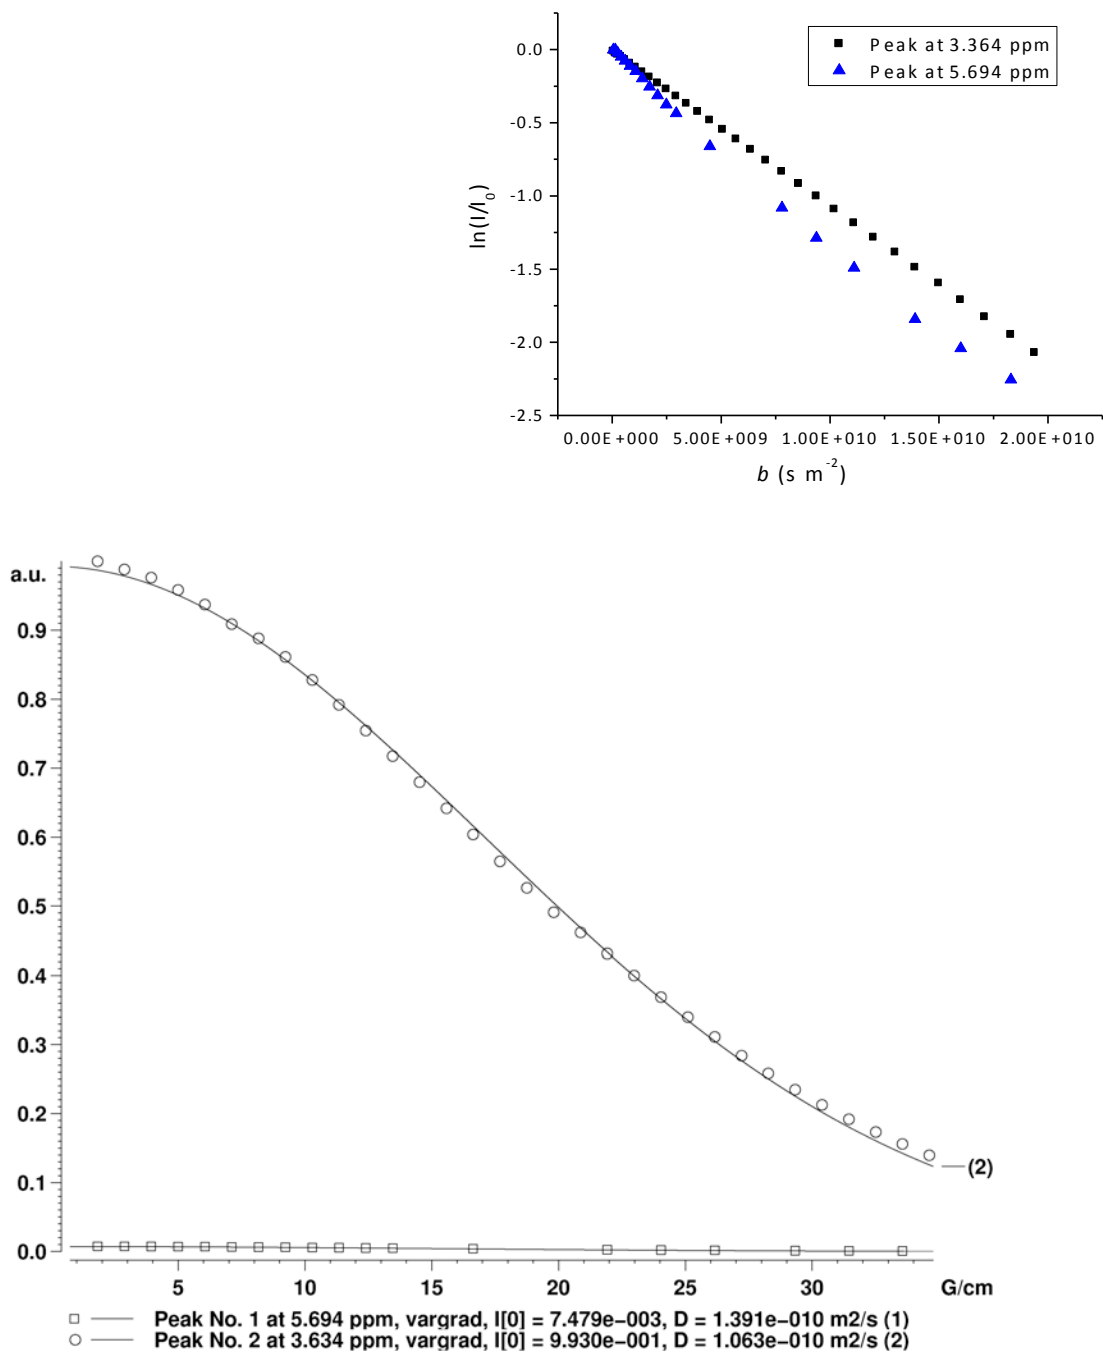 0.0
-0.5
-1.0
-1.5
-2.0
-2.5
ln(I/I0)
Peak at 3.364 ppm
Peak at 5.694 ppm
0.00E+000 5.00E+009 1.00E+010 1.50E+010 2.00E+010
b (s m-2)
a.u.
0.9
0.8
0.7
0.6
0.5
0.4
0.3
0.2
0.1
0.0
(2)
5 10 15 20 25 30 G/cm
Peak No. 1 at 5.694 ppm, vargrad, I[0] = 7.479e−003, D = 1.391e−010 m2/s (1)
Peak No. 2 at 3.634 ppm, vargrad, I[0] = 9.930e−001, D = 1.063e−010 m2/s (2)